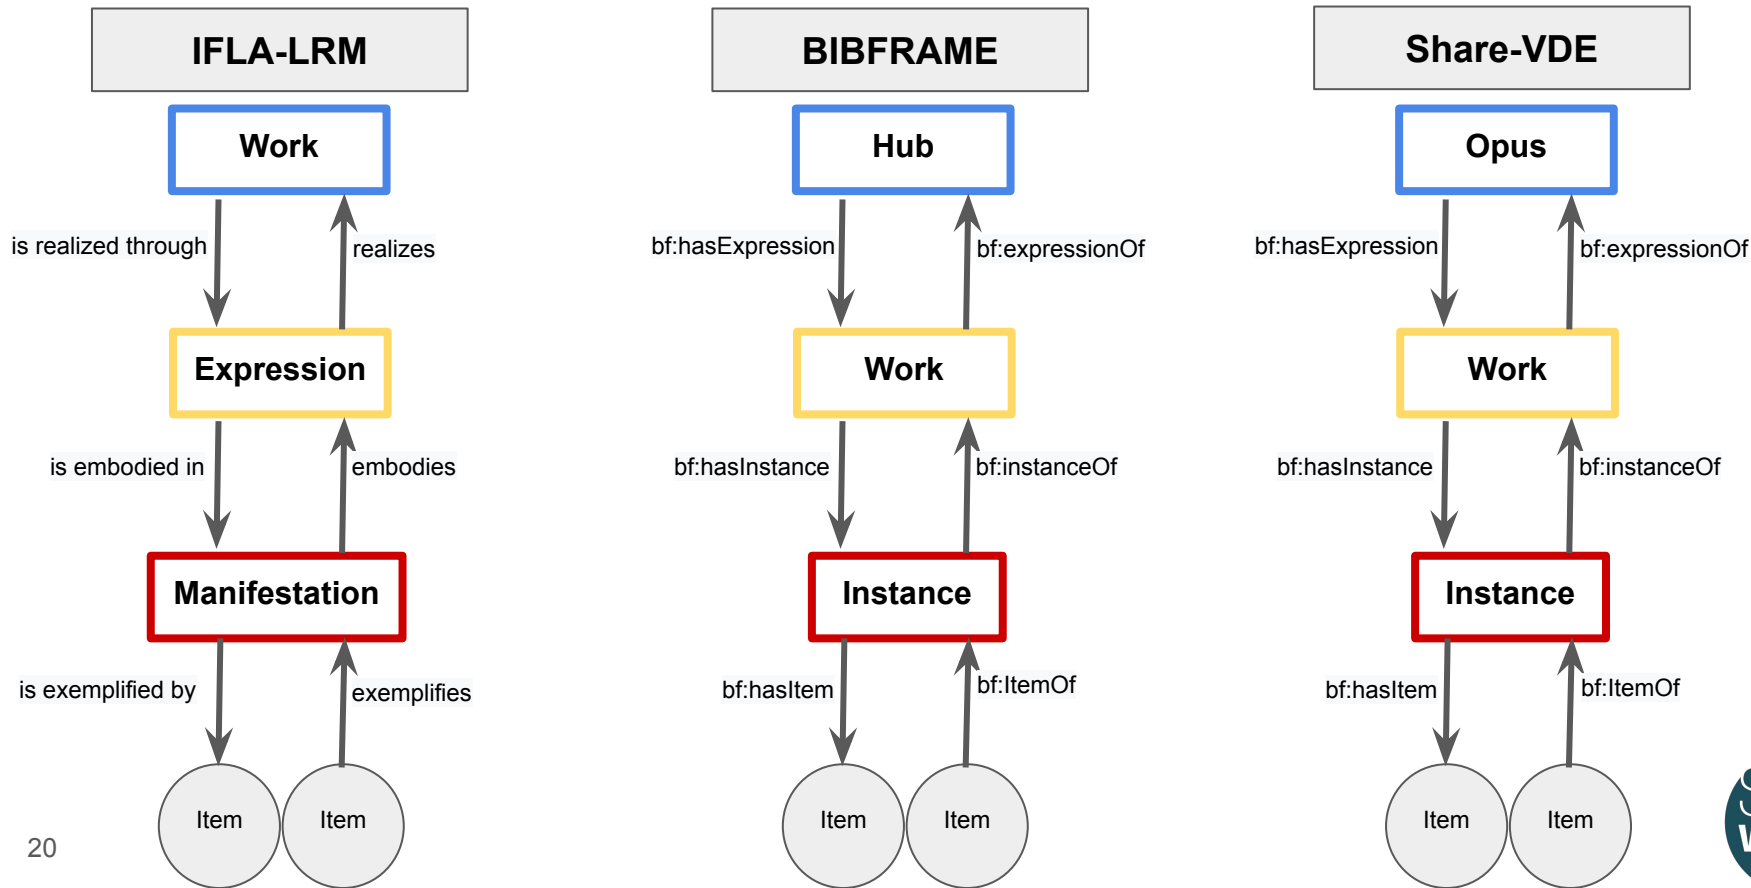 IFLA-LRM
BIBFRAME
Share-VDE
Work
Hub
Opus
is realized through
realizes
bf:hasExpression
bf:expressionOf
bf:hasExpression
bf:expressionOf
Expression
Work
Work
is embodied in
embodies
bf:hasInstance
bf:instanceOf
bf:hasInstance
bf:instanceOf
Manifestation
Instance
Instance
is exemplified by
exemplifies
bf:hasItem
bf:ItemOf
bf:hasItem
bf:ItemOf
Item
Item
Item
Item
Item
Item
20